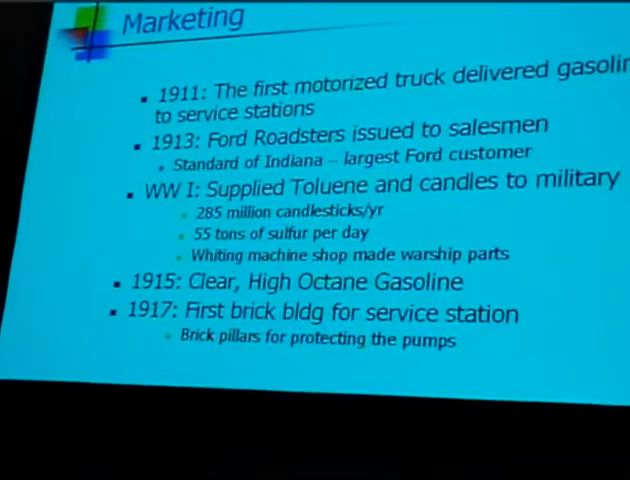 Marketing
1911: The first motorized truck delivered gasolin
to service stations
1913: Ford Roadsters issued to salesmen
Standard of Indiana – largest Ford customer
WW I: Supplied Toluene and candles to military
285 million candlesticks/yr
55 tons of sulfur per day
Whiting machine shop made warship parts
1915: Clear, High Octane Gasoline
1917: First brick bldg for service station
Brick pillars for protecting the pumps